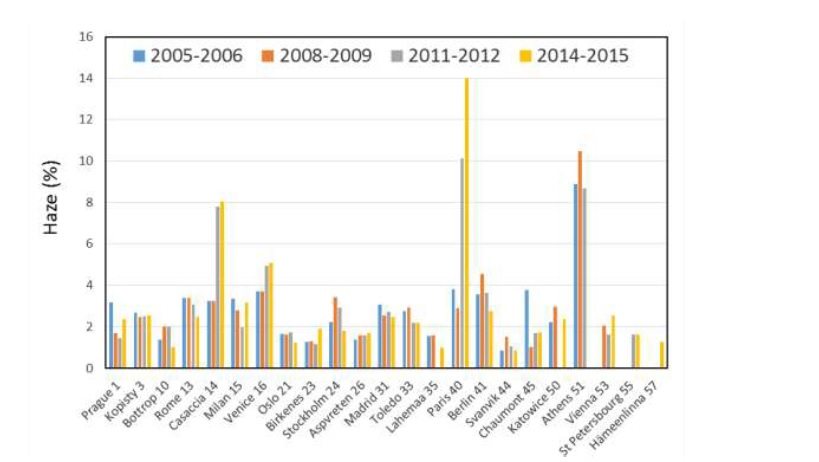 16
2005-2006 2008-2009 2011-2012 2014-2015
14
12
10
8
6
4
2
0
Haze (%)
Prague 1
Kopisty 3
Bottrop 10
Rome 13
Casaccia 14
Milan 15
Venice 16
Oslo 21
Birkenes 23
Stockholm 24
Aspvreten 26
Madrid 31
Toledo 33
Lahemaa 35
Paris 40
Berlin 41
Svanvik 44
Chaumont 45
Katowice 50
Athens 51
Vienna 53
St Petersbourg 55
Hämeenlinna 57